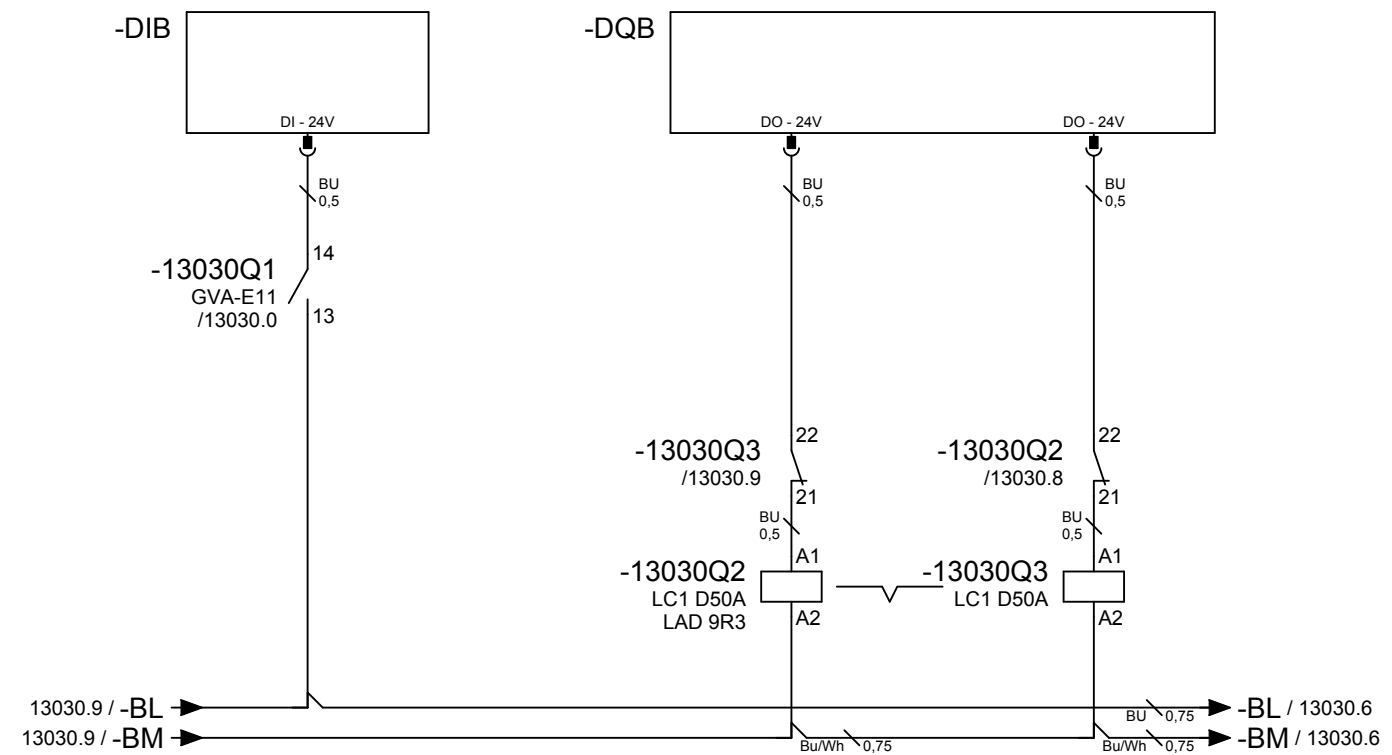 -DIB
-DQB
DI - 24V
DO - 24V
DO - 24V
BU
0,5
BU
0,5
BU
0,5
14
-13030Q1
GVA-E11
/13030.0
13
22
-13030Q3
/13030.9
21
22
-13030Q2
/13030.8
21
BU
0,5
BU
0,5
A1
-13030Q2
LC1 D50A
LAD 9R3
A2
A1
-13030Q3
LC1 D50A
A2
13030.9 / -BL
BU 0,75
-BL / 13030.6
13030.9 / -BM
Bu/Wh 0,75
Bu/Wh 0,75
-BM / 13030.6